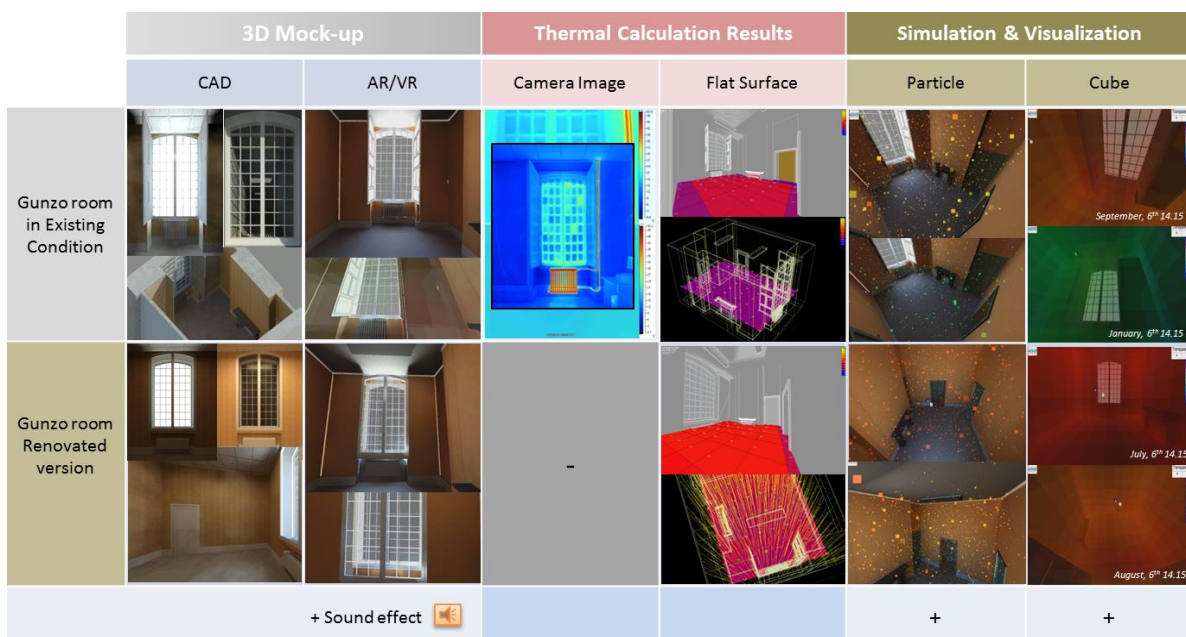 3D Mock-up
Thermal Calculation Results
Simulation & Visualization
CAD
AR/VR
Camera Image
Flat Surface
Particle
Cube
Gunzo room
in Existing
Condition
September, 6th 14.15
January, 6th 14.15
Gunzo room
Renovated
version
-
July, 6th 14.15
August, 6th 14.15
+ Sound effect
+
+